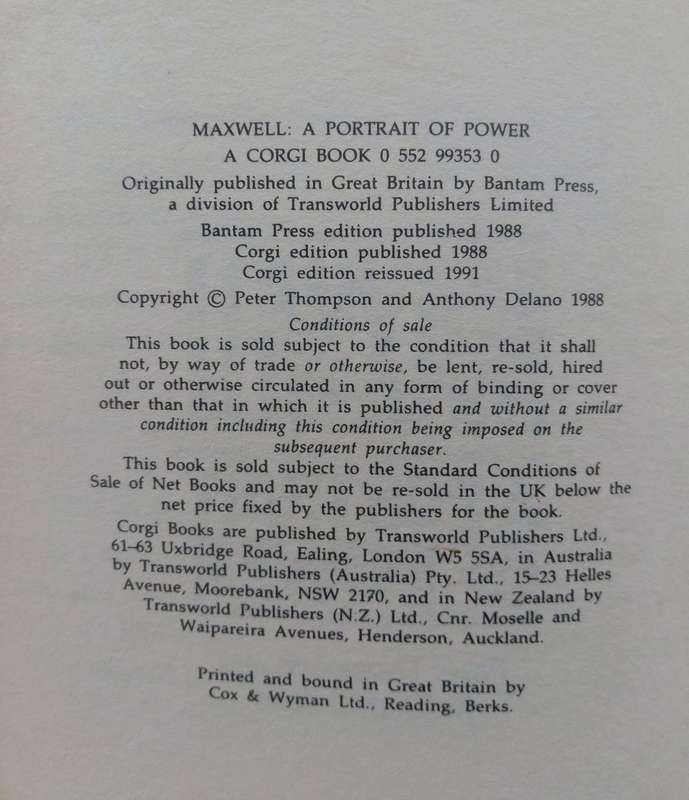 MAXWELL: A PORTRAIT OF POWER
A CORGI BOOK 0 552 99353 0
Originally published in Great Britain by Bantam Press,
a division of Transworld Publishers Limited
Bantam Press edition published 1988
Corgi edition published 1988
Corgi edition reissued 1991
Copyright © Peter Thompson and Anthony Delano 1988
Conditions of sale
This book is sold subject to the condition that it shall
not, by way of trade or otherwise, be lent, re-sold, hired
out or otherwise circulated in any form of binding or cover
other than that in which it is published and without a similar
condition including this condition being imposed on the
subsequent purchaser.
This book is sold subject to the Standard Conditions of
Sale of Net Books and may not be re-sold in the UK below the
net price fixed by the publishers for the book.
Corgi Books are published by Transworld Publishers Ltd.,
61–63 Uxbridge Road, Ealing, London W5 5SA, in Australia
by Transworld Publishers (Australia) Pty. Ltd., 15–23 Helles
Avenue, Moorebank, NSW 2170, and in New Zealand by
Transworld Publishers (N.Z.) Ltd., Cnr. Moselle and
Waipareira Avenues, Henderson, Auckland.
Printed and bound in Great Britain by
Cox & Wyman Ltd., Reading, Berks.